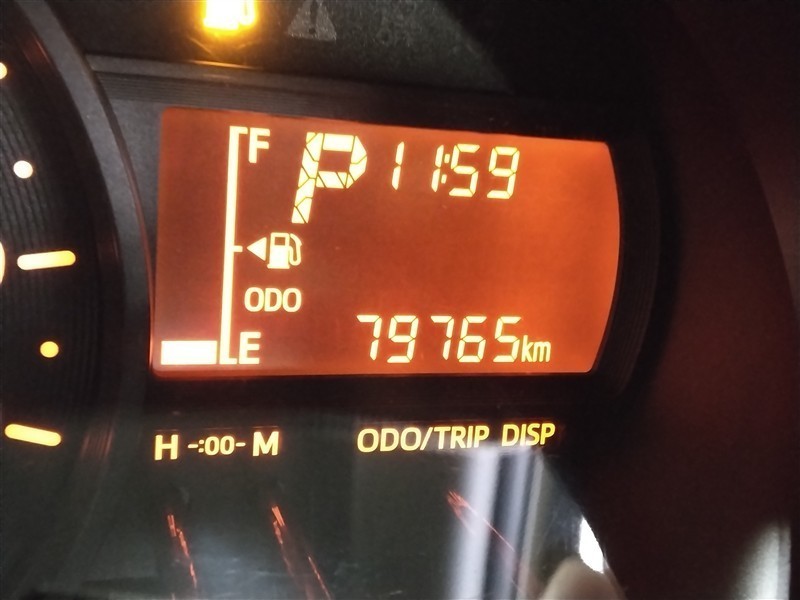 F P 11:59
ODO
E 79765km
H -:00- M ODO/TRIP DISP